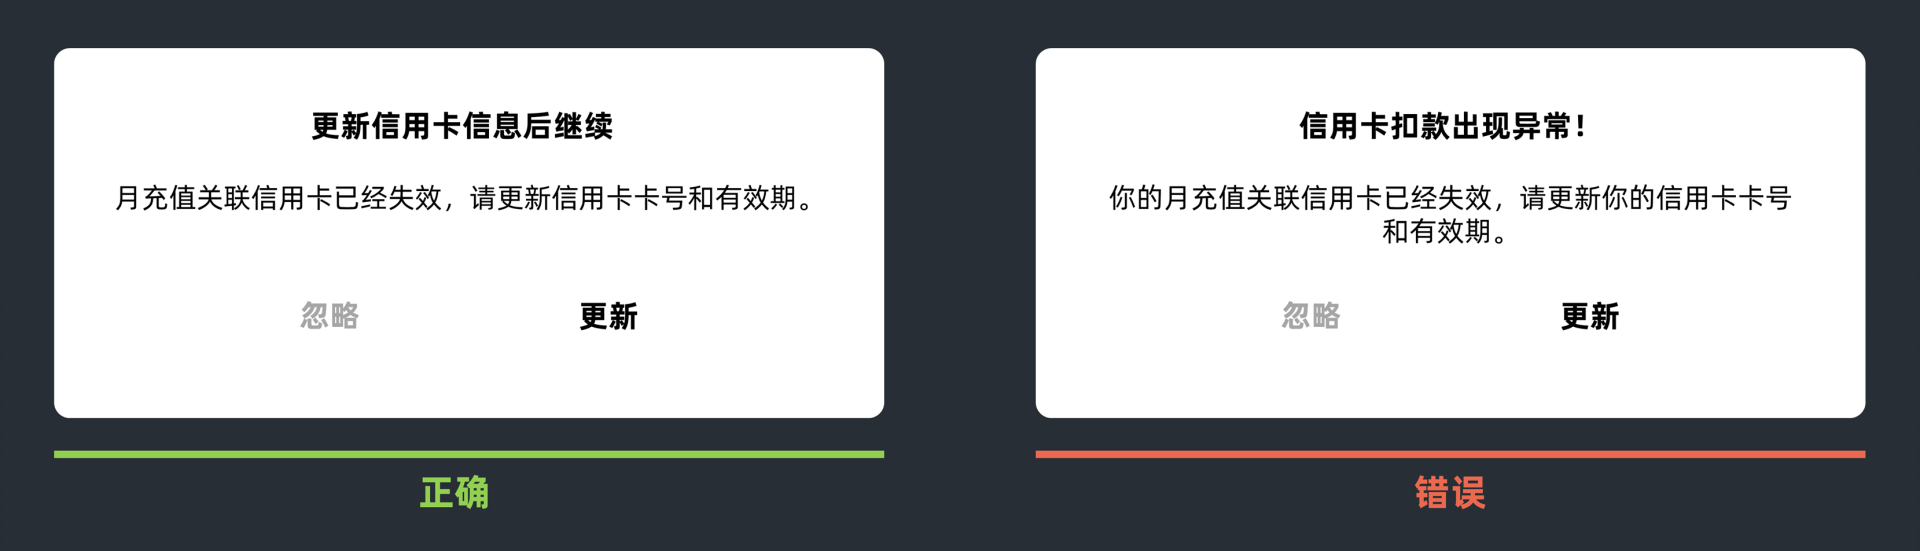 更新信用卡信息后继续
月充值关联信用卡已经失效，请更新信用卡卡号和有效期。
忽略 更新
正确
信用卡扣款出现异常！
你的月充值关联信用卡已经失效，请更新你的信用卡卡号
和有效期。
忽略 更新
错误